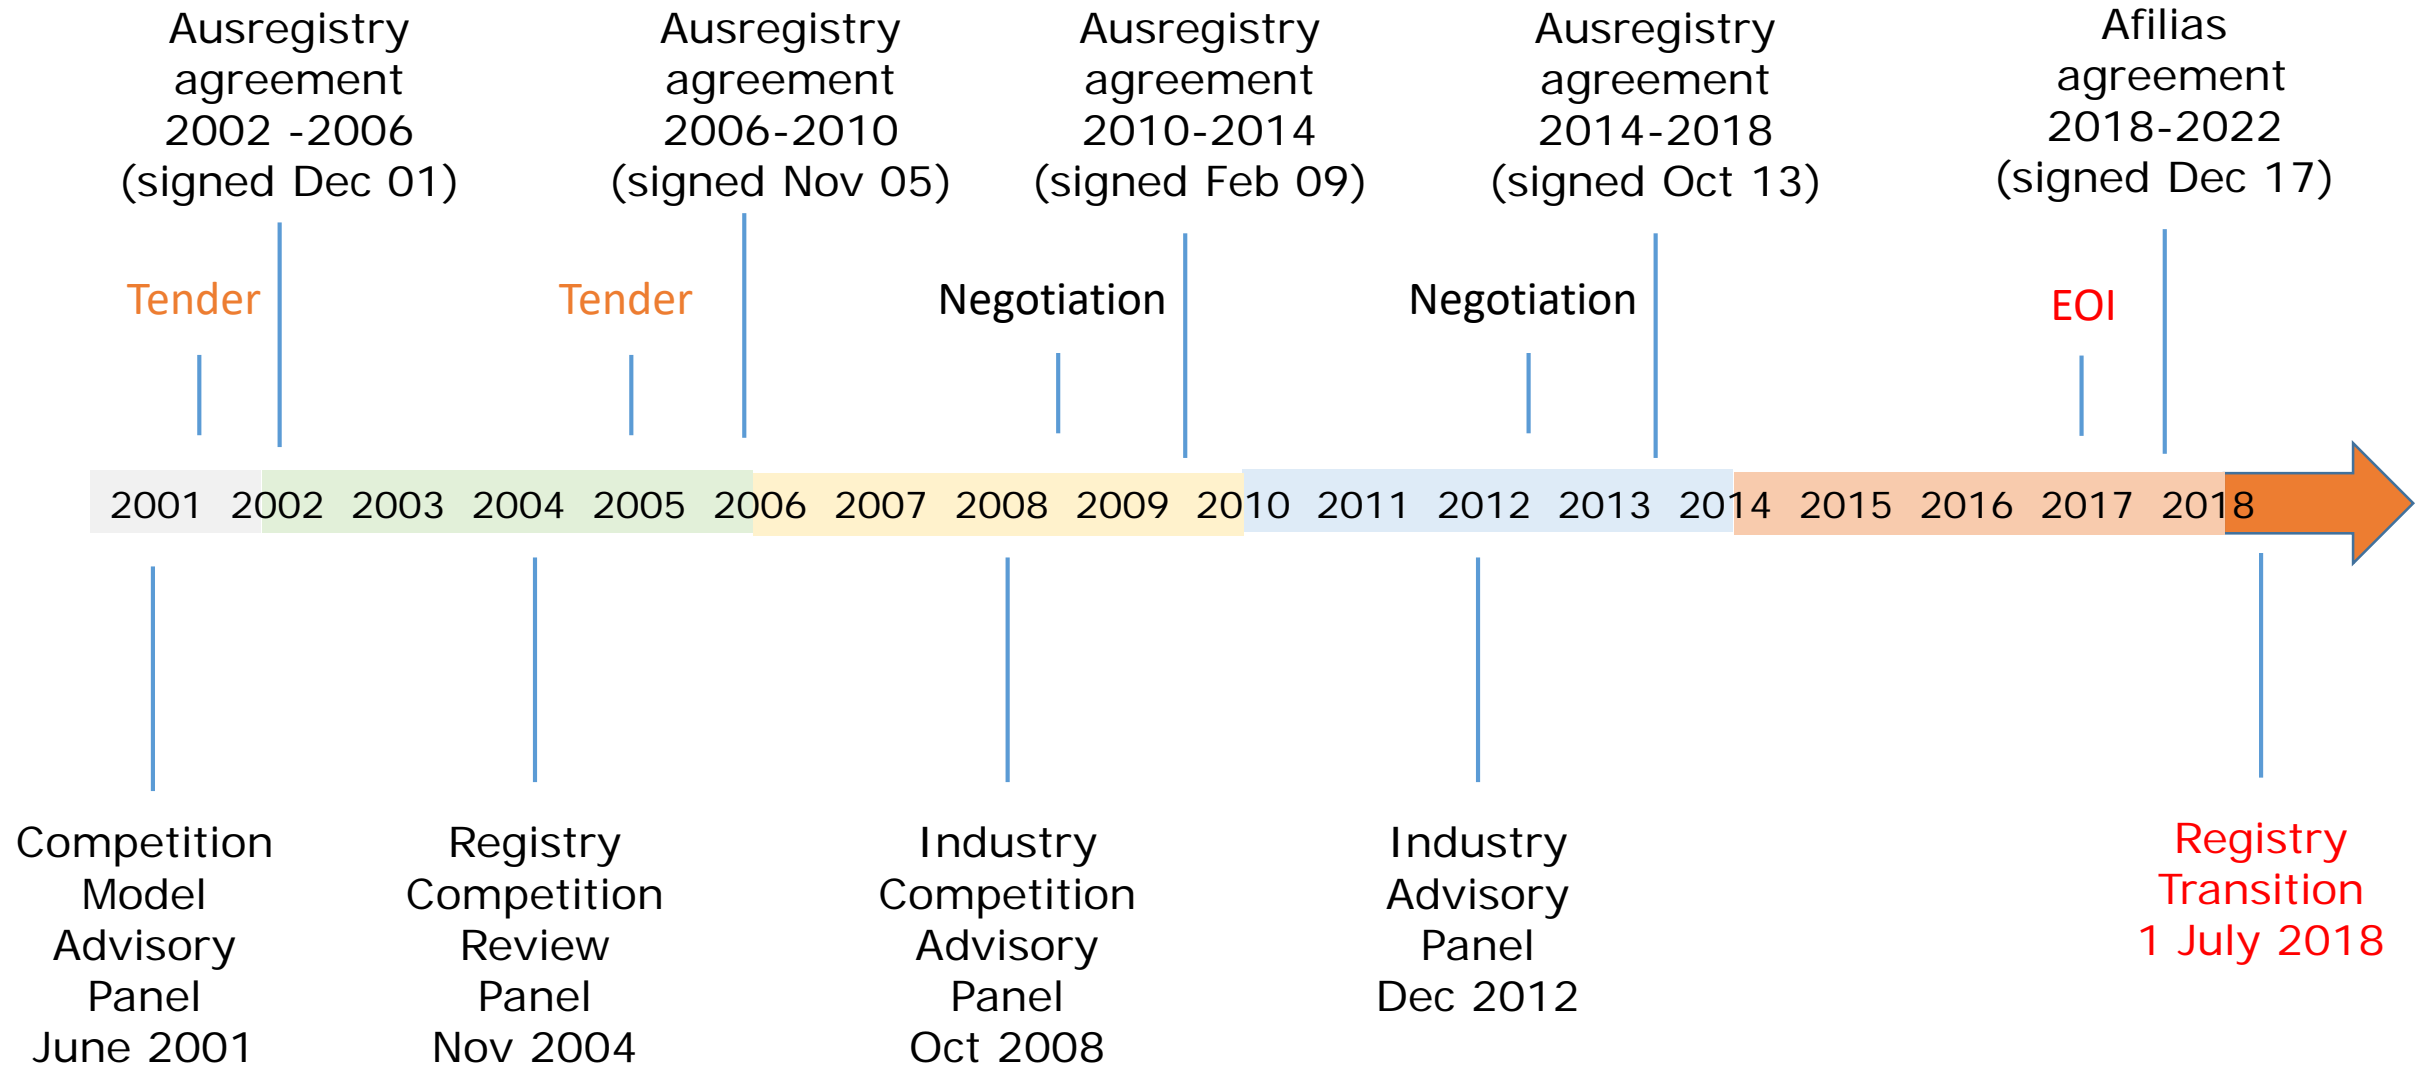 Ausregistry
agreement
2002 -2006
(signed Dec 01)
Ausregistry
agreement
2006-2010
(signed Nov 05)
Ausregistry
agreement
2010-2014
(signed Feb 09)
Ausregistry
agreement
2014-2018
(signed Oct 13)
Afilias
agreement
2018-2022
(signed Dec 17)
Tender
Tender
Negotiation
Negotiation
EOI
2001 2002 2003 2004 2005 2006 2007 2008 2009 2010 2011 2012 2013 2014 2015 2016 2017 2018
Competition
Model
Advisory
Panel
June 2001
Registry
Competition
Review
Panel
Nov 2004
Industry
Competition
Advisory
Panel
Oct 2008
Industry
Advisory
Panel
Dec 2012
Registry
Transition
1 July 2018